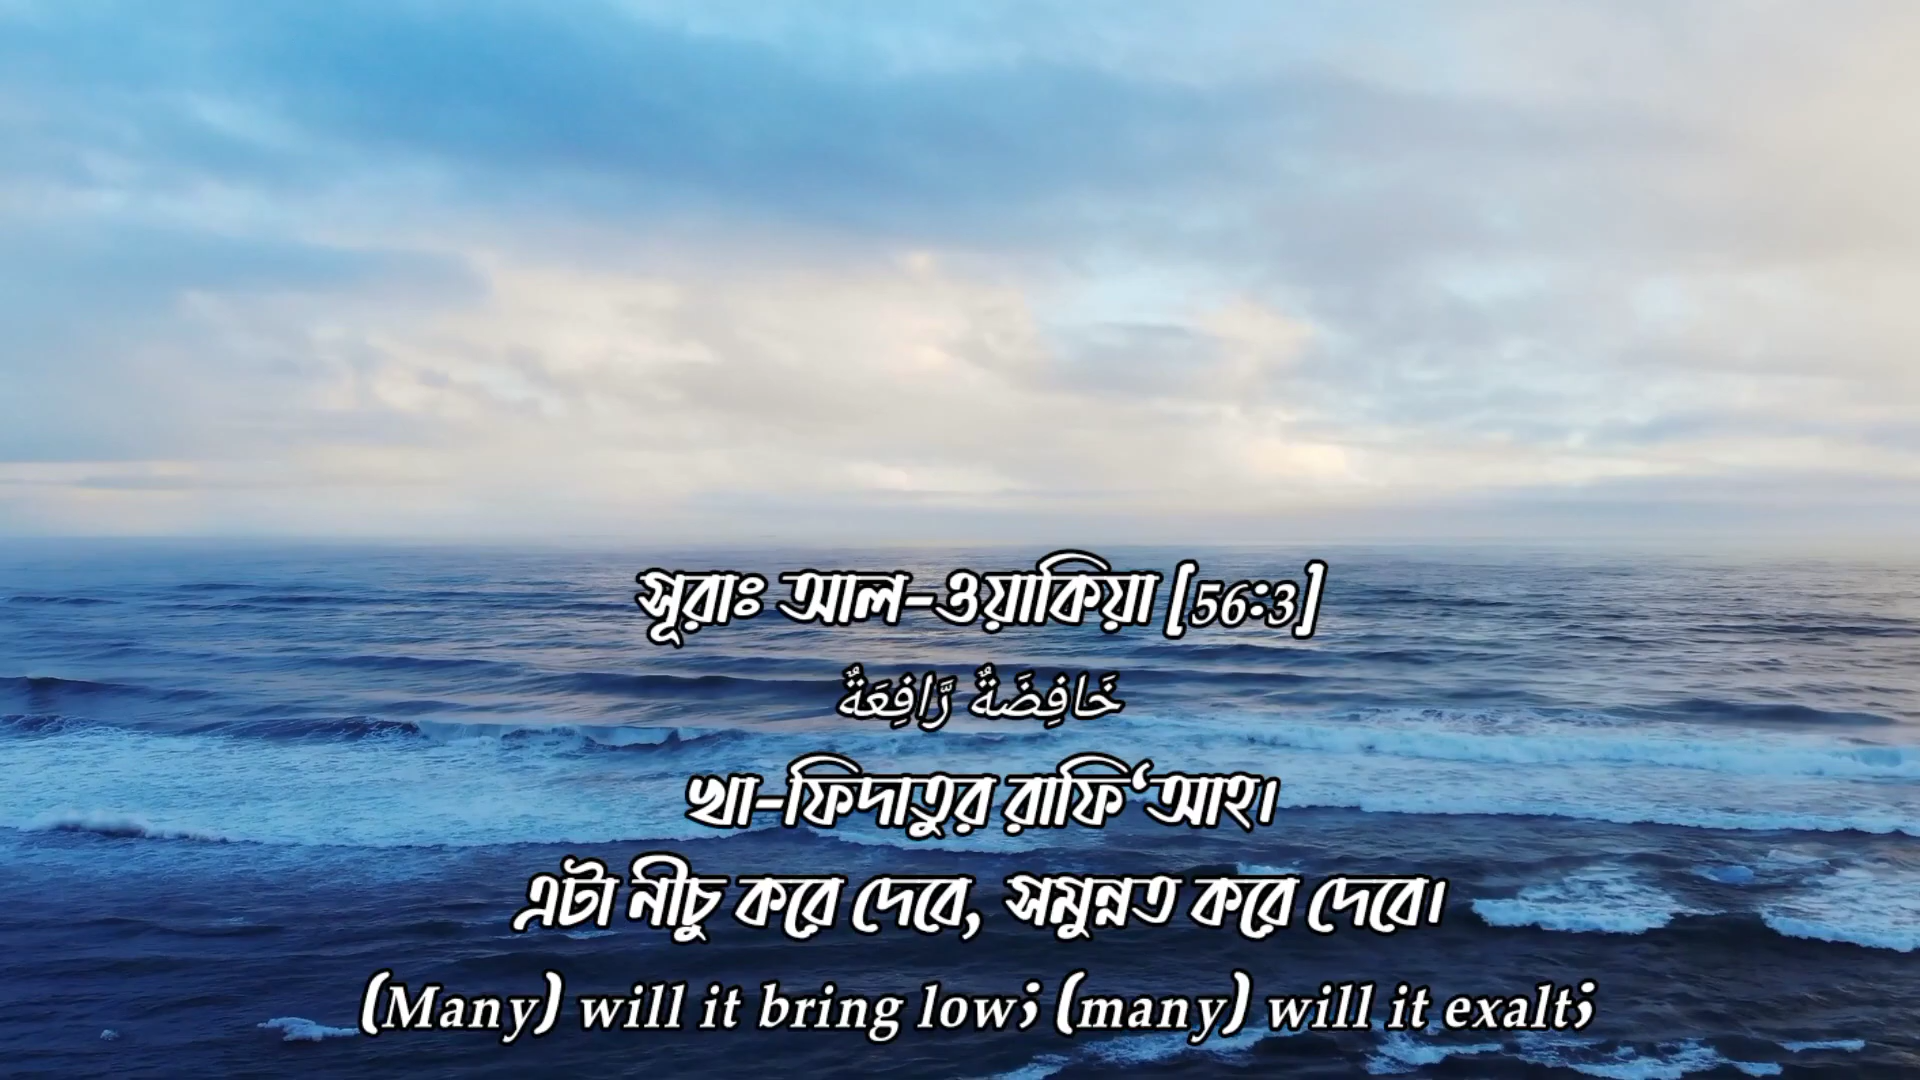 সূরাঃ আল-ওয়াকিয়া [56:3]
خَافِضَةٌ رَّافِعَةٌ
খা-ফিদাতুর রাফি‘আহ।
এটা নীচু করে দেবে, সমুন্নত করে দেবে।
(Many) will it bring low; (many) will it exalt;